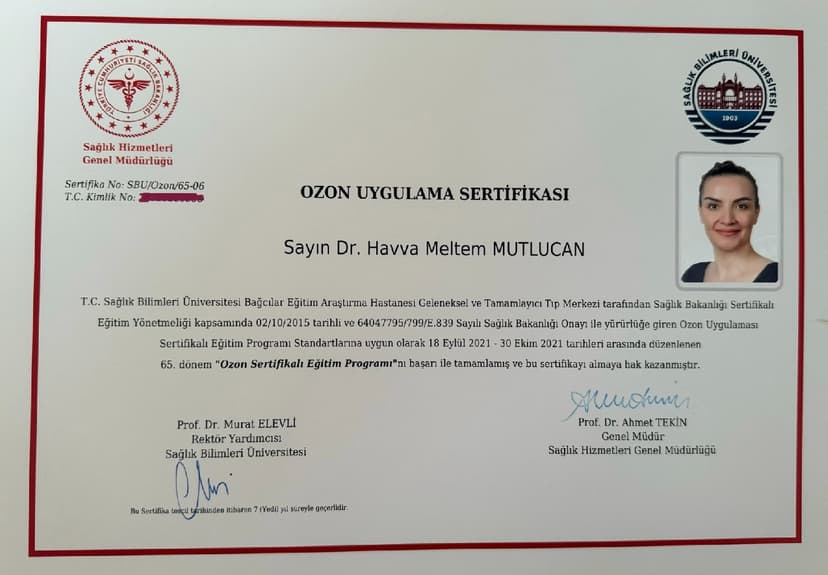 TÜRKİYE CUMHURİYETİ SAĞLIK BAKANLIĞI
SAĞLIK BİLİMLERİ ÜNİVERSİTESİ
1903
Sağlık Hizmetleri
Genel Müdürlüğü
Sertifika No: SBU/Ozon/65-06
T.C. Kimlik No:
OZON UYGULAMA SERTİFİKASI
Sayın Dr. Havva Meltem MUTLUCAN
T.C. Sağlık Bilimleri Üniversitesi Bağcılar Eğitim Araştırma Hastanesi Geleneksel ve Tamamlayıcı Tıp Merkezi tarafından Sağlık Bakanlığı Sertifikalı
Eğitim Yönetmeliği kapsamında 02/10/2015 tarihli ve 64047795/799/E.839 Sayılı Sağlık Bakanlığı Onayı ile yürürlüğe giren Ozon Uygulaması
Sertifikalı Eğitim Programı Standartlarına uygun olarak 18 Eylül 2021 - 30 Ekim 2021 tarihleri arasında düzenlenen
65. dönem "Ozon Sertifikalı Eğitim Programı"nı başarı ile tamamlamış ve bu sertifikayı almaya hak kazanmıştır.
Prof. Dr. Murat ELEVLİ
Rektör Yardımcısı
Sağlık Bilimleri Üniversitesi
Prof. Dr. Ahmet TEKİN
Genel Müdür
Sağlık Hizmetleri Genel Müdürlüğü
Bu Sertifika tescil tarihinden itibaren 7 (Yedi) yıl süreyle geçerlidir.